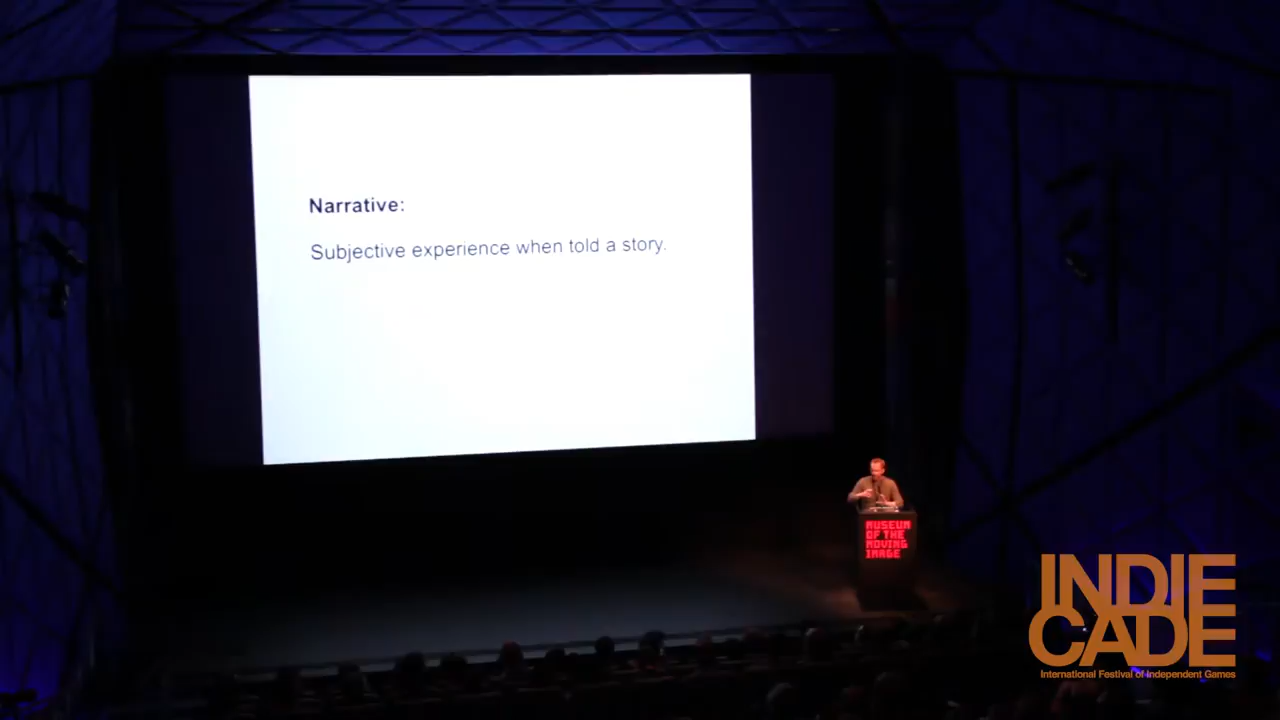 Narrative:
Subjective experience when told a story.
MUSEUM
OF THE
MOVING
IMAGE
INDIE
CADE
International Festival of Independent Games